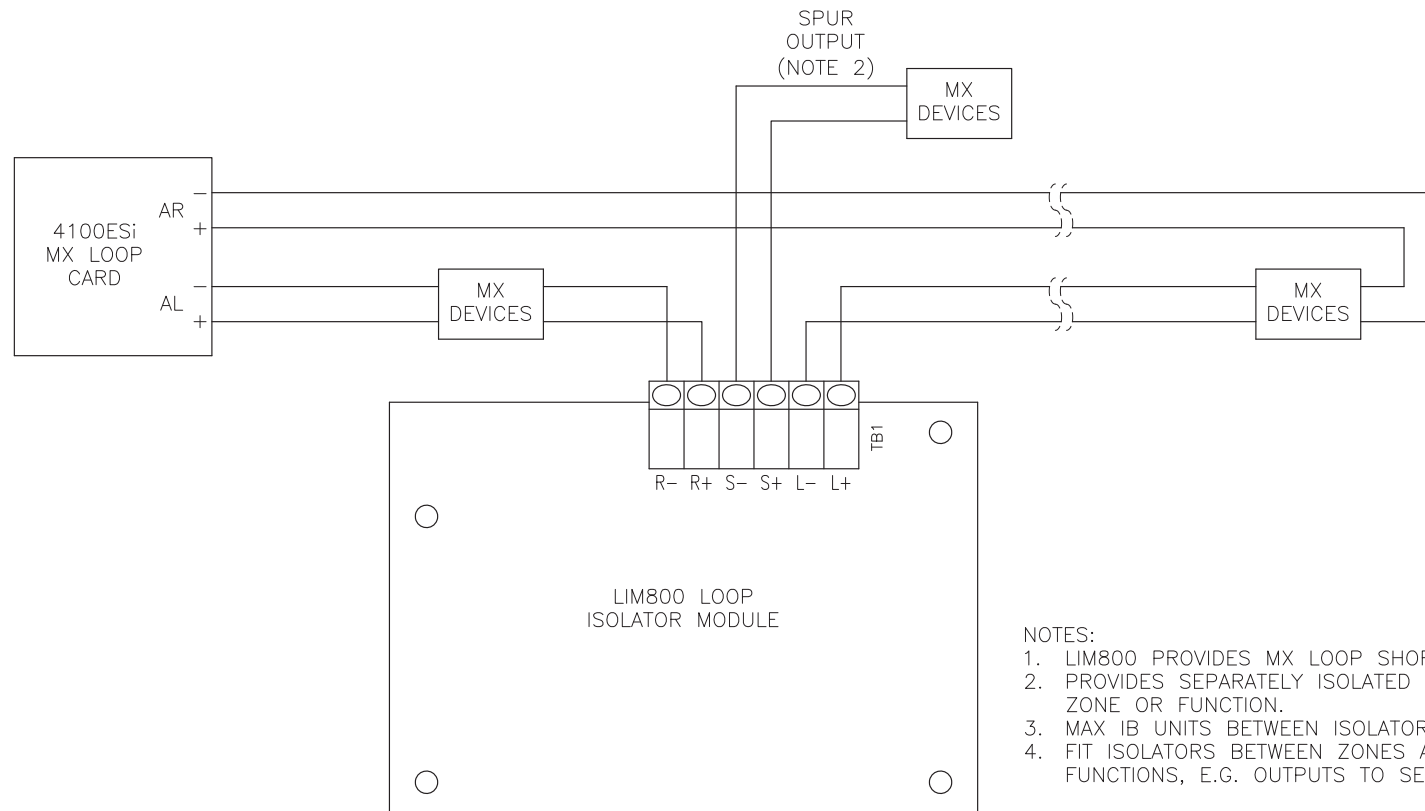 SPUR
OUTPUT
(NOTE 2)
MX
DEVICES
4100ESi
MX LOOP
CARD
AR
−
+
AL
−
+
MX
DEVICES
MX
DEVICES
TB1
R− R+ S− S+ L− L+
LIM800 LOOP
ISOLATOR MODULE
NOTES:
1. LIM800 PROVIDES MX LOOP
2. PROVIDES SEPARATELY ISOLATED
ZONE OR FUNCTION.
3. MAX IB UNITS BETWEEN ISOLATOR
4. FIT ISOLATORS BETWEEN ZONES
FUNCTIONS, E.G. OUTPUTS TO